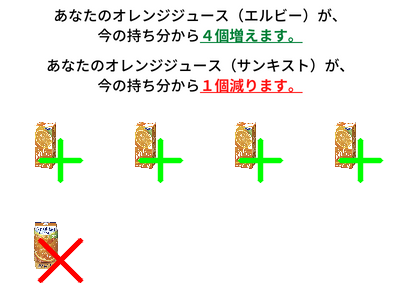 あなたのオレンジジュース（エルビー）が、
今の持ち分から４個増えます。
あなたのオレンジジュース（サンキスト）が、
今の持ち分から１個減ります。